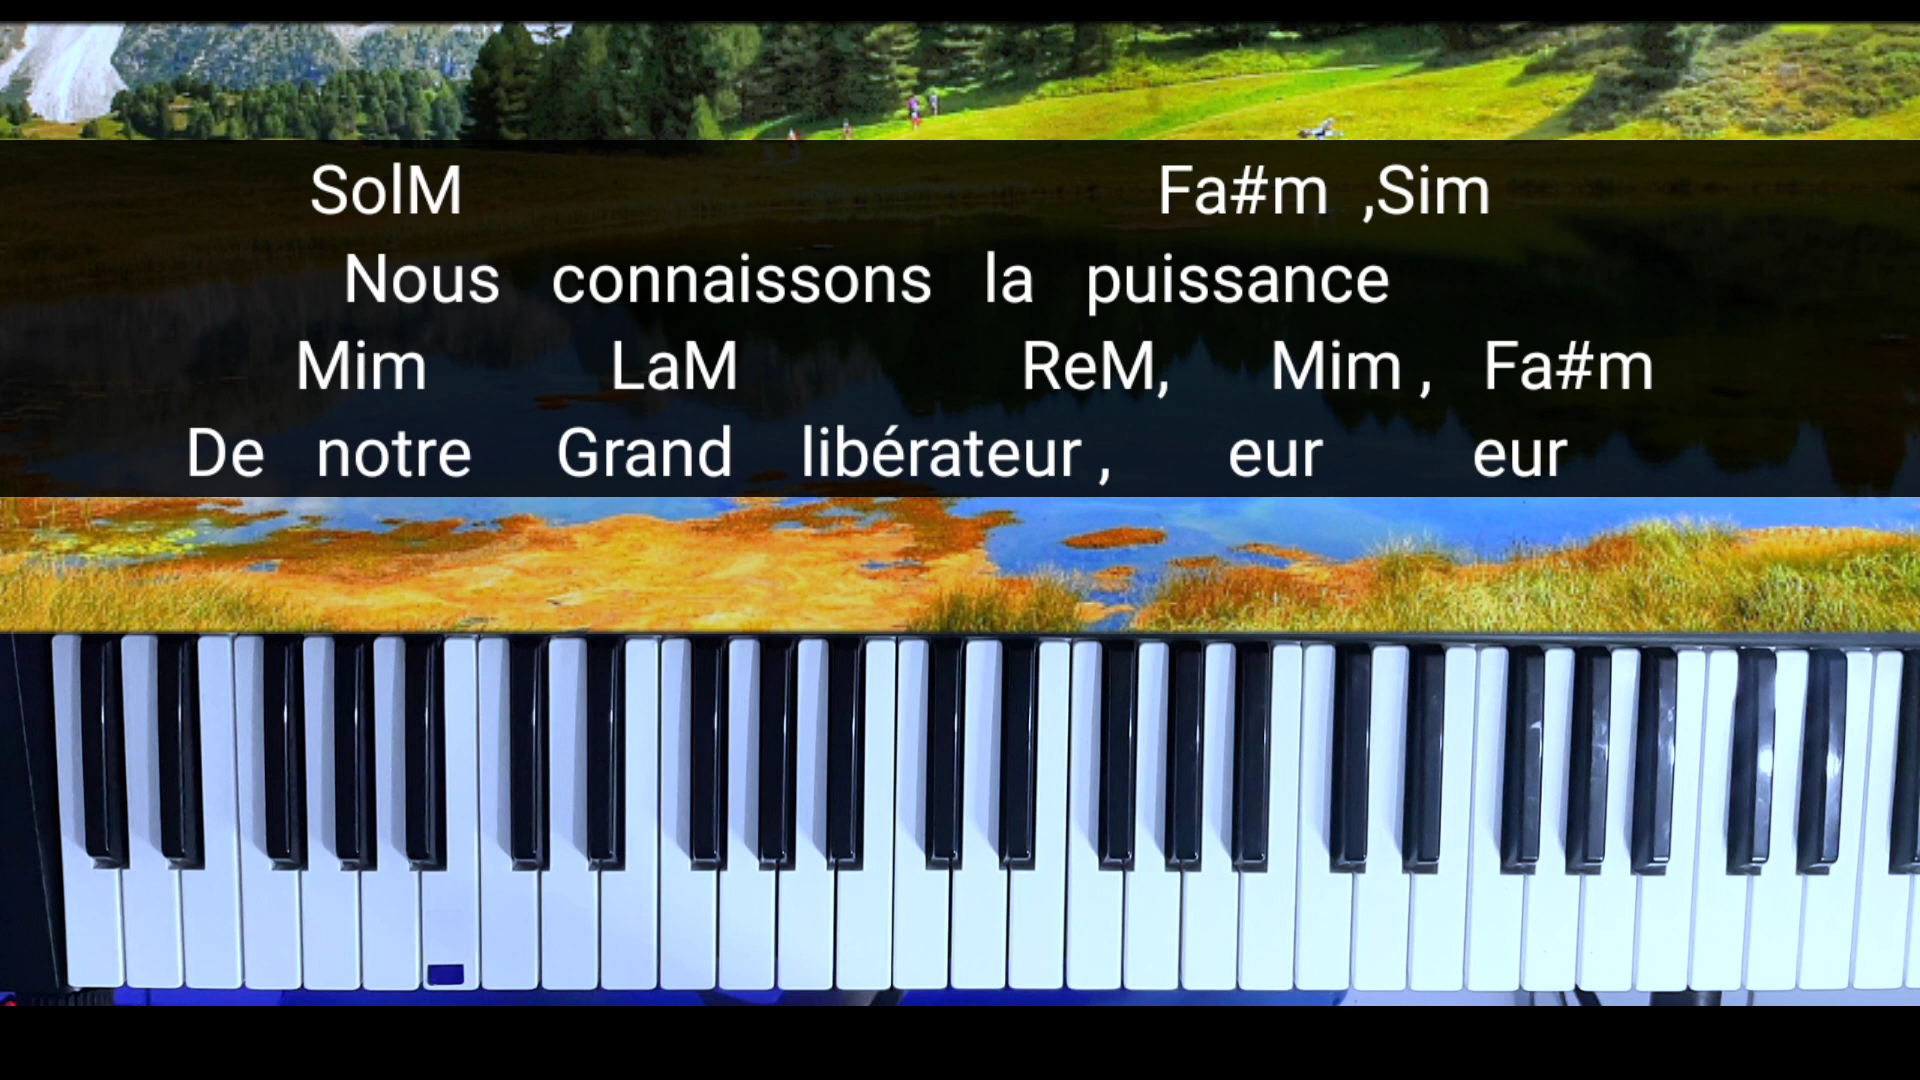 SolM Fa#m ,Sim
Nous connaissons la puissance
Mim LaM ReM, Mim , Fa#m
De notre Grand libérateur , eur eur